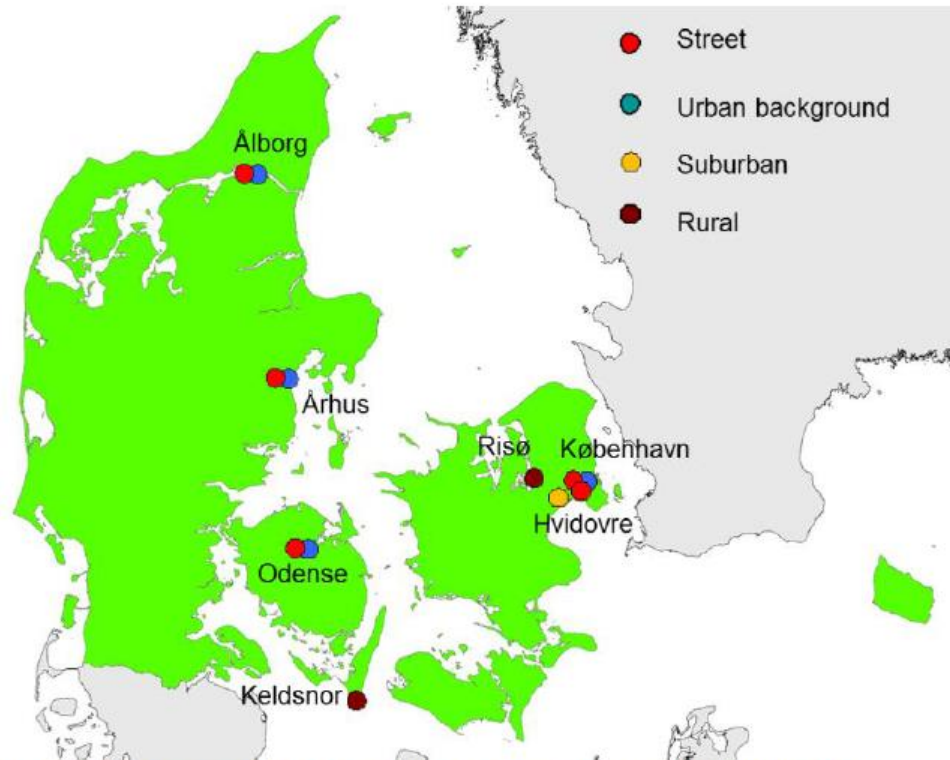 Street
Urban background
Suburban
Rural
Ålborg
Århus
Risø
København
Hvidovre
Odense
Keldsnor